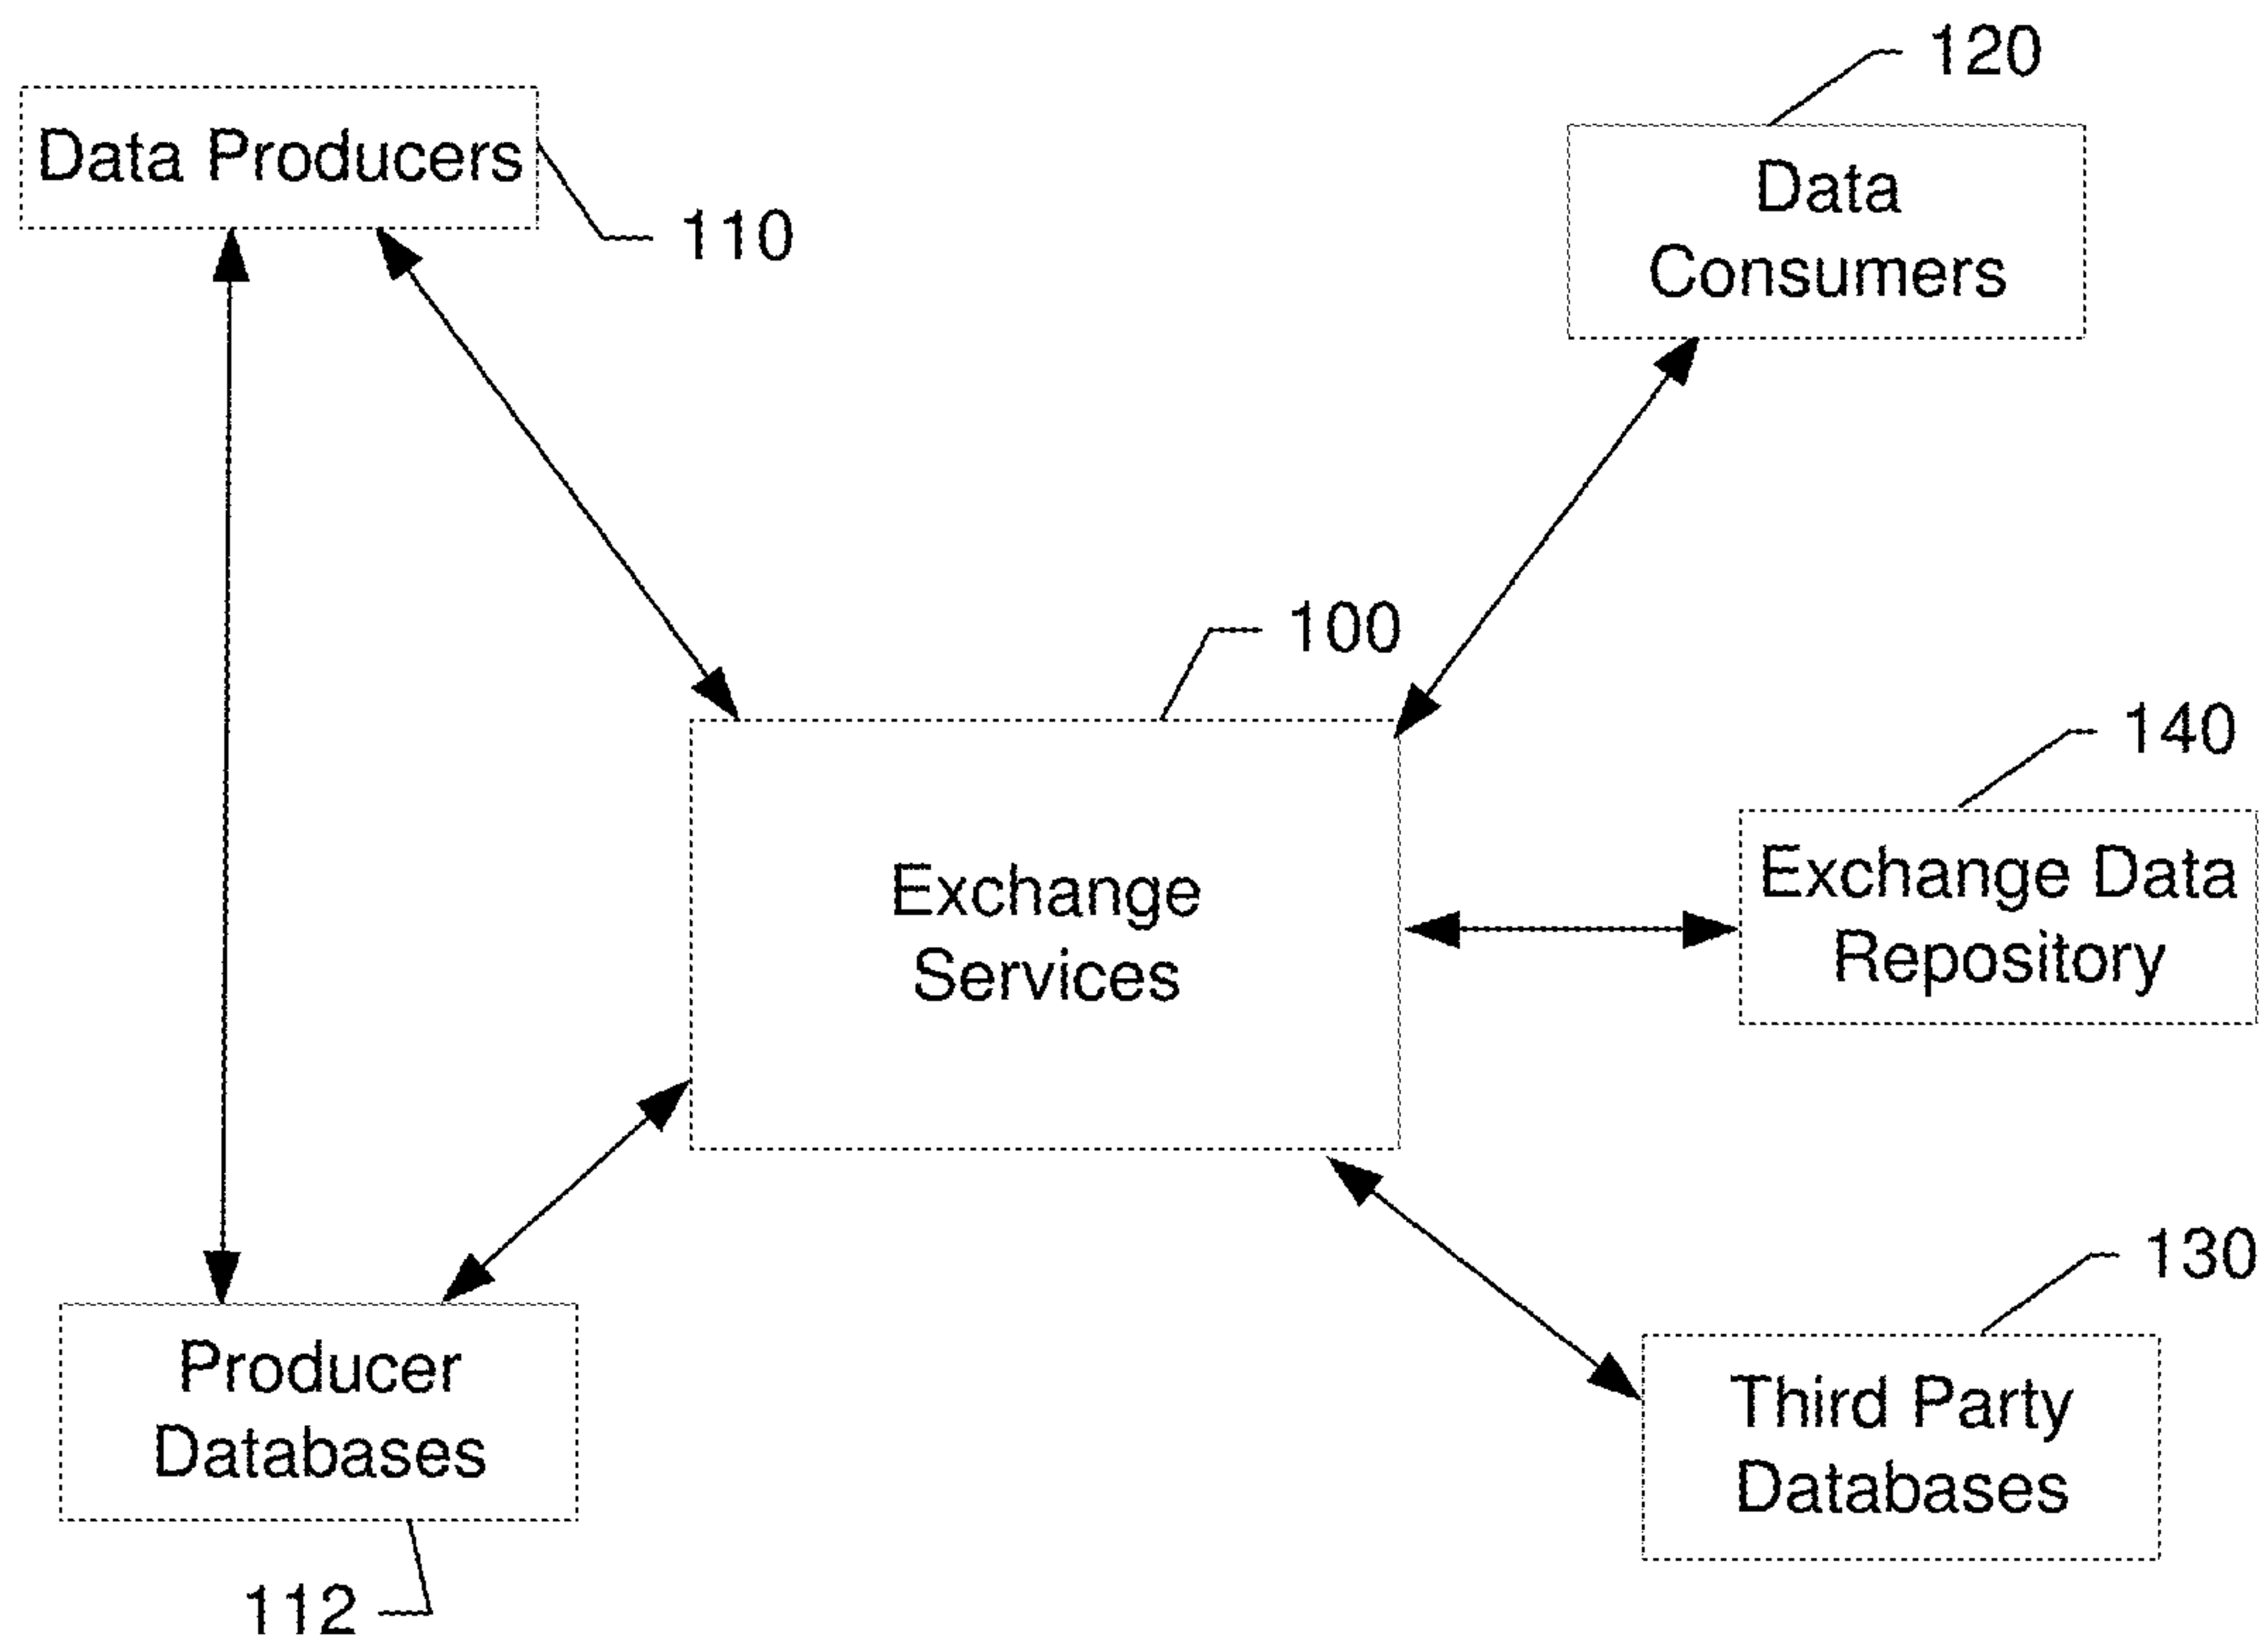 120
Data Producers
110
Data
Consumers
100
140
Exchange
Services
Exchange Data
Repository
130
Producer
Databases
Third Party
Databases
112